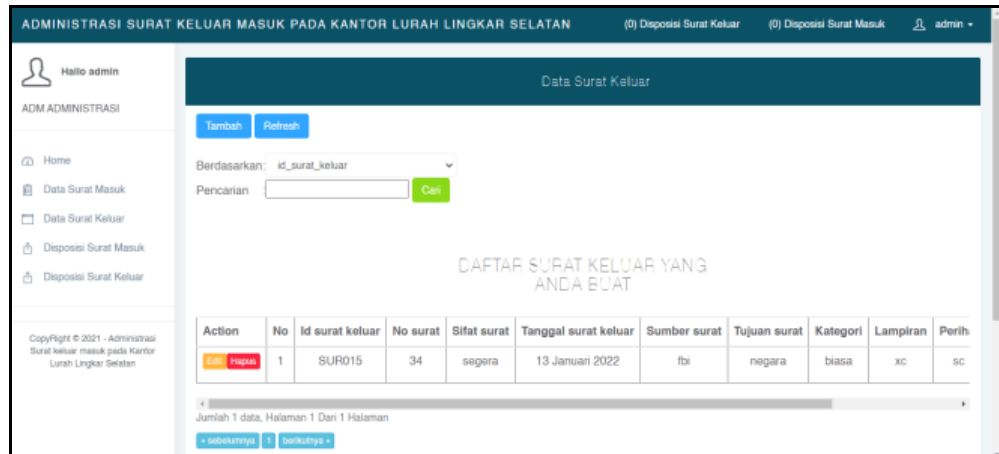 ADMINISTRASI SURAT KELUAR MASUK PADA KANTOR LURAH LINGKAR SELATAN (0) Disposisi Surat Keluar (0) Disposisi Surat Masuk admin
Hallo admin
ADM ADMINISTRASI
Home
Data Surat Masuk
Data Surat Keluar
Disposisi Surat Masuk
Disposisi Surat Keluar
CopyRight © 2021 - Administrasi
Surat keluar masuk pada Kantor
Lurah Lingkar Selatan
Data Surat Keluar
Tambah Refresh
Berdasarkan: id_surat_keluar
Pencarian : Cari
DAFTAR SURAT KELUAR YANG
ANDA BUAT
Action No Id surat keluar No surat Sifat surat Tanggal surat keluar Sumber surat Tujuan surat Kategori Lampiran Perih
Edit Hapus 1 SUR015 34 segera 13 Januari 2022 fbi negara biasa xc sc
Jumlah 1 data, Halaman 1 Dari 1 Halaman
« sebelumnya 1 berikutnya »